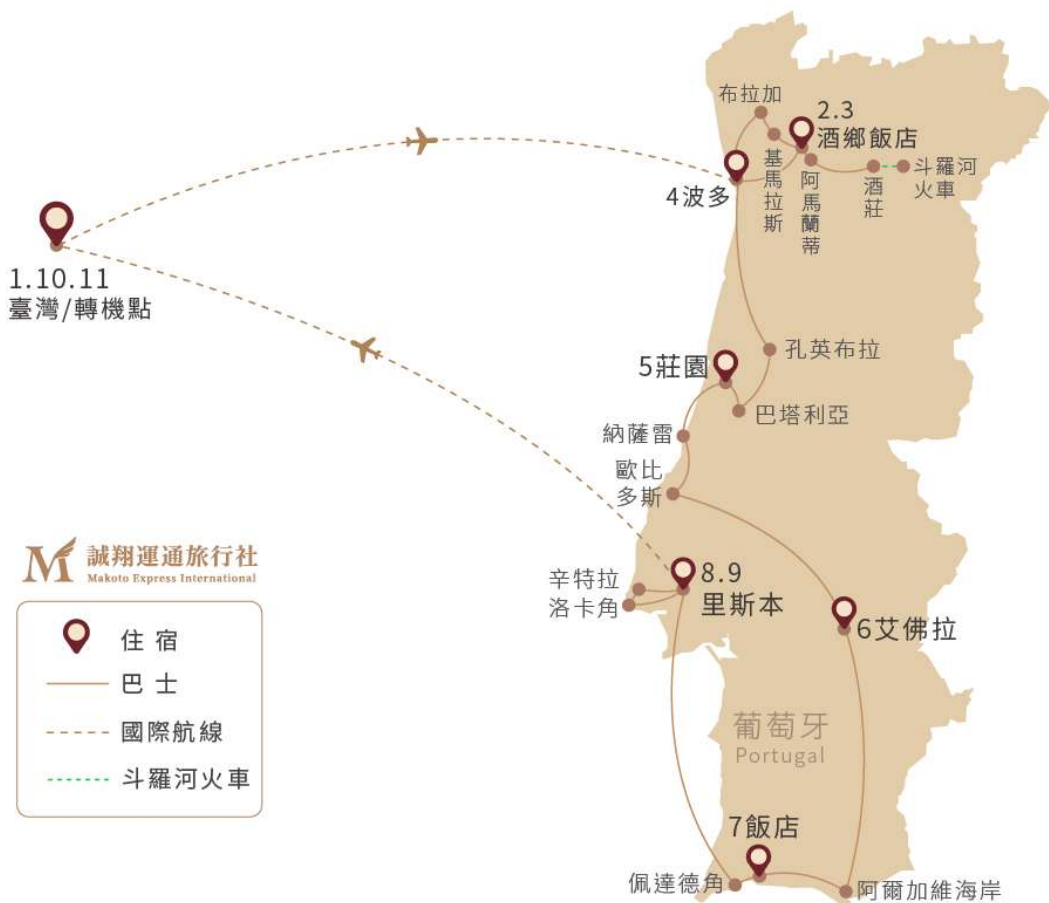 布拉加
2.3
酒鄉飯店
4波多
基馬拉斯
阿馬蘭蒂
酒莊
斗羅河
火車
1.10.11
臺灣/轉機點
5莊園
孔英布拉
巴塔利亞
納薩雷
歐比
多斯
誠翔運通旅行社
Makoto Express International
辛特拉
洛卡角
8.9
里斯本
6艾佛拉
住宿
巴士
國際航線
斗羅河火車
葡萄牙
Portugal
7飯店
佩達德角
阿爾加維海岸